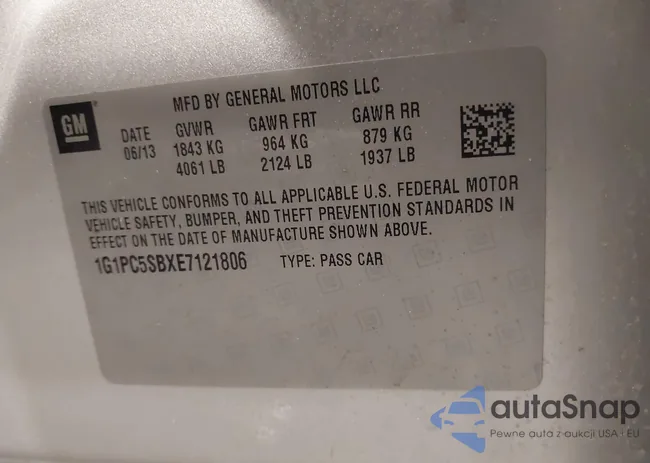 MFD BY GENERAL MOTORS LLC
GM
DATE GVWR GAWR FRT GAWR RR
06/13 1843 KG 964 KG 879 KG
4061 LB 2124 LB 1937 LB
THIS VEHICLE CONFORMS TO ALL APPLICABLE U.S. FEDERAL MOTOR
VEHICLE SAFETY, BUMPER, AND THEFT PREVENTION STANDARDS IN
EFFECT ON THE DATE OF MANUFACTURE SHOWN ABOVE.
1G1PC5SBXE7121806 TYPE: PASS CAR
autaSnap
Pewne auta z aukcji USA · EU